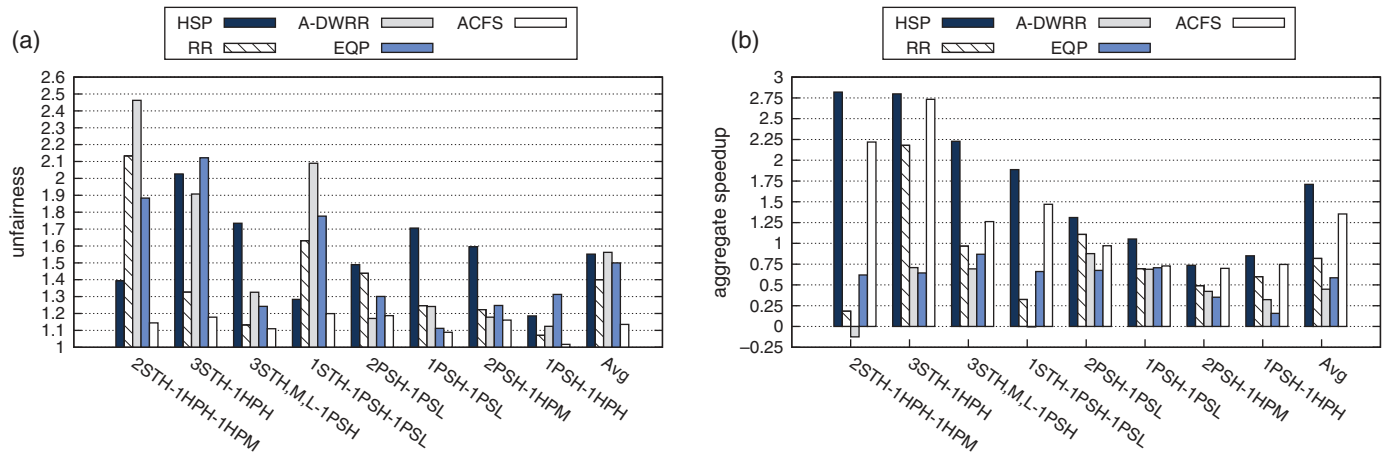 (a)
HSP A-DWRR ACFS
RR EQP
unfairness
2.6
2.5
2.4
2.3
2.2
2.1
2
1.9
1.8
1.7
1.6
1.5
1.4
1.3
1.2
1.1
1
2STH-1HPH-1HPM
3STH-1HPH
3STH,M,L-1PSH
1STH-1PSH-1PSL
2PSH-1PSL
1PSH-1PSL
2PSH-1HPM
1PSH-1HPH
Avg
(b)
HSP A-DWRR ACFS
RR EQP
aggregate speedup
3
2.75
2.5
2.25
2
1.75
1.5
1.25
1
0.75
0.5
0.25
0
−0.25
2STH-1HPH-1HPM
3STH-1HPH
3STH,M,L-1PSH
1STH-1PSH-1PSL
2PSH-1PSL
1PSH-1PSL
2PSH-1HPM
1PSH-1HPH
Avg